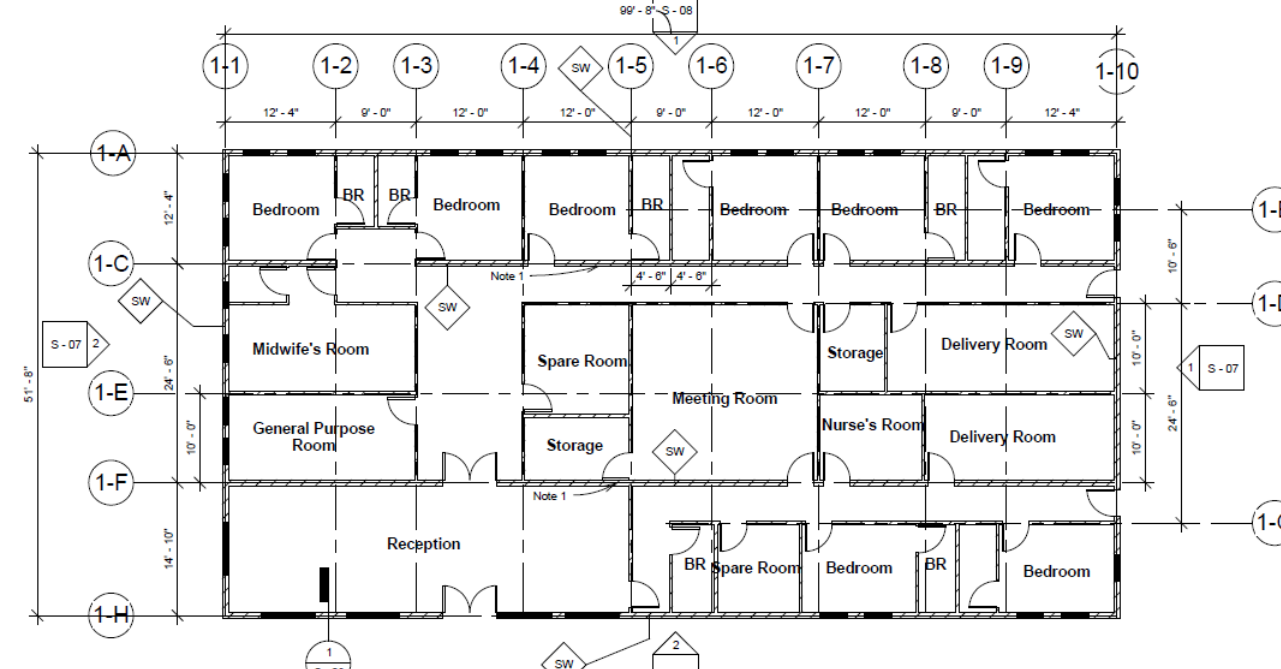 99' - 8"
S - 08
1
1-1
1-2
1-3
1-4
SW
1-5
1-6
1-7
1-8
1-9
1-10
12' - 4"
9' - 0"
12' - 0"
12' - 0"
9' - 0"
12' - 0"
12' - 0"
9' - 0"
12' - 4"
1-A
12' - 4"
Bedroom
BR
BR
Bedroom
Bedroom
BR
Bedroom
Bedroom
BR
Bedroom
10' - 6"
1-C
Note 1
4' - 6"
4' - 6"
SW
SW
S - 07
2
Midwife's Room
Spare Room
Storage
Delivery Room
SW
10' - 0"
1
S - 07
51' - 8"
24' - 6"
1-E
Meeting Room
24' - 6"
10' - 0"
General Purpose
Room
Storage
Nurse's Room
Delivery Room
10' - 0"
SW
1-F
Note 1
14' - 10"
Reception
BR
Spare Room
Bedroom
BR
Bedroom
1-H
1
SW
2